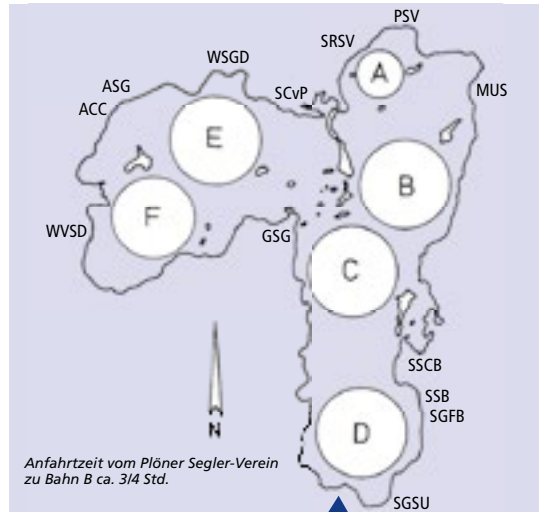 PSV
SRSV
A
WSGD
MUS
ASG
SCvP
ACC
E
B
F
WVSD
GSG
C
SSCB
SSB
SGFB
N
D
Anfahrtzeit vom Plöner Segler-Verein
zu Bahn B ca. 3/4 Std.
SGSU